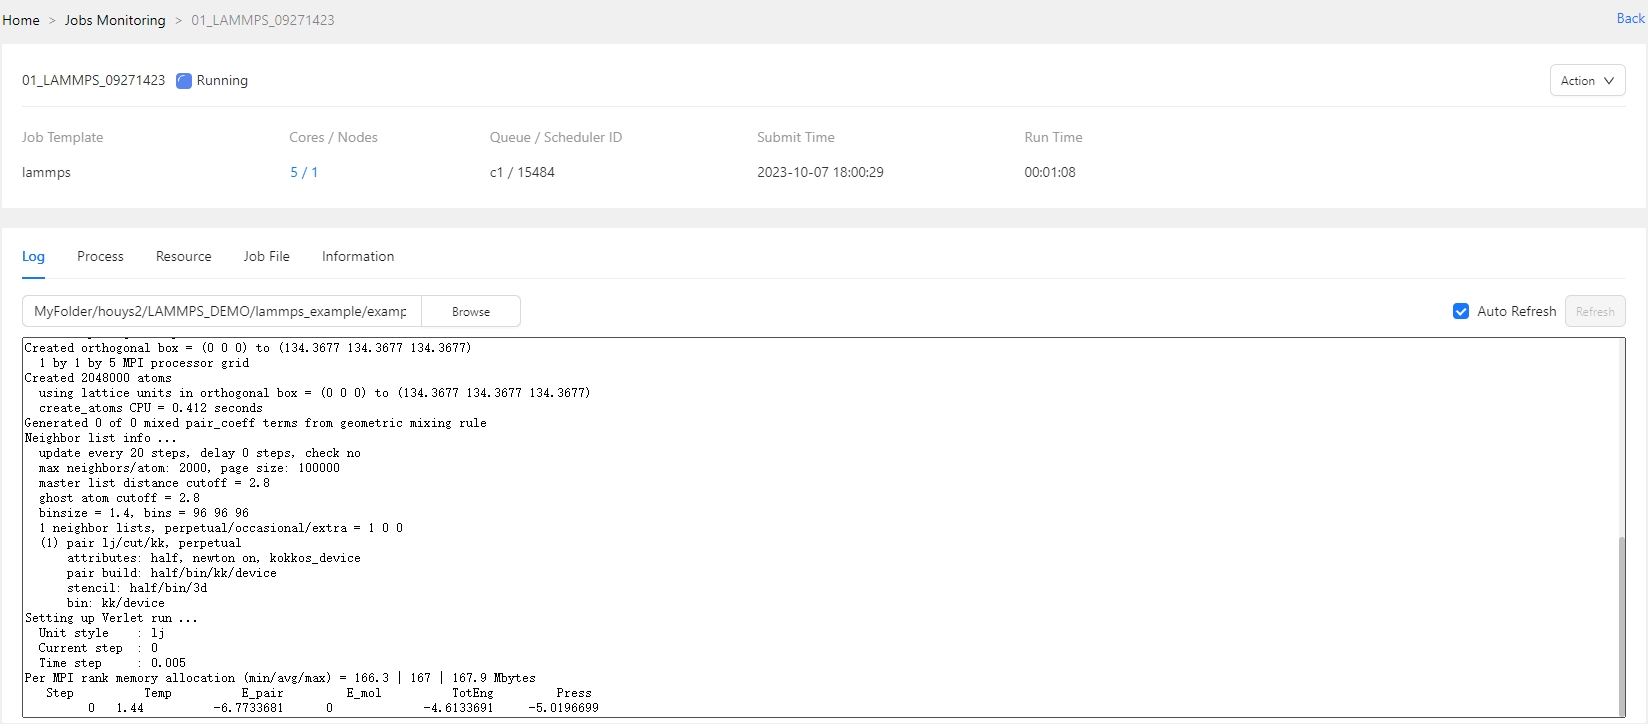 Home > Jobs Monitoring > 01_LAMMPS_09271423 Back
01_LAMMPS_09271423 Running Action
Job Template Cores / Nodes Queue / Scheduler ID Submit Time Run Time
lammps 5 / 1 c1 / 15484 2023-10-07 18:00:29 00:01:08
Log Process Resource Job File Information
MyFolder/houys2/LAMMPS_DEMO/lammps_example/examp Browse Auto Refresh Refresh
Created orthogonal box = (0 0 0) to (134.3677 134.3677 134.3677)
1 by 1 by 5 MPI processor grid
Created 2048000 atoms
using lattice units in orthogonal box = (0 0 0) to (134.3677 134.3677 134.3677)
create_atoms CPU = 0.412 seconds
Generated 0 of 0 mixed pair_coeff terms from geometric mixing rule
Neighbor list info ...
update every 20 steps, delay 0 steps, check no
max neighbors/atom: 2000, page size: 100000
master list distance cutoff = 2.8
ghost atom cutoff = 2.8
binsize = 1.4, bins = 96 96 96
1 neighbor lists, perpetual/occasional/extra = 1 0 0
(1) pair lj/cut/kk, perpetual
attributes: half, newton on, kokkos_device
pair build: half/bin/kk/device
stencil: half/bin/3d
bin: kk/device
Setting up Verlet run ...
Unit style : lj
Current step : 0
Time step : 0.005
Per MPI rank memory allocation (min/avg/max) = 166.3 | 167 | 167.9 Mbytes
Step Temp E_pair E_mol TotEng Press
0 1.44 -6.7733681 0 -4.6133691 -5.0196699